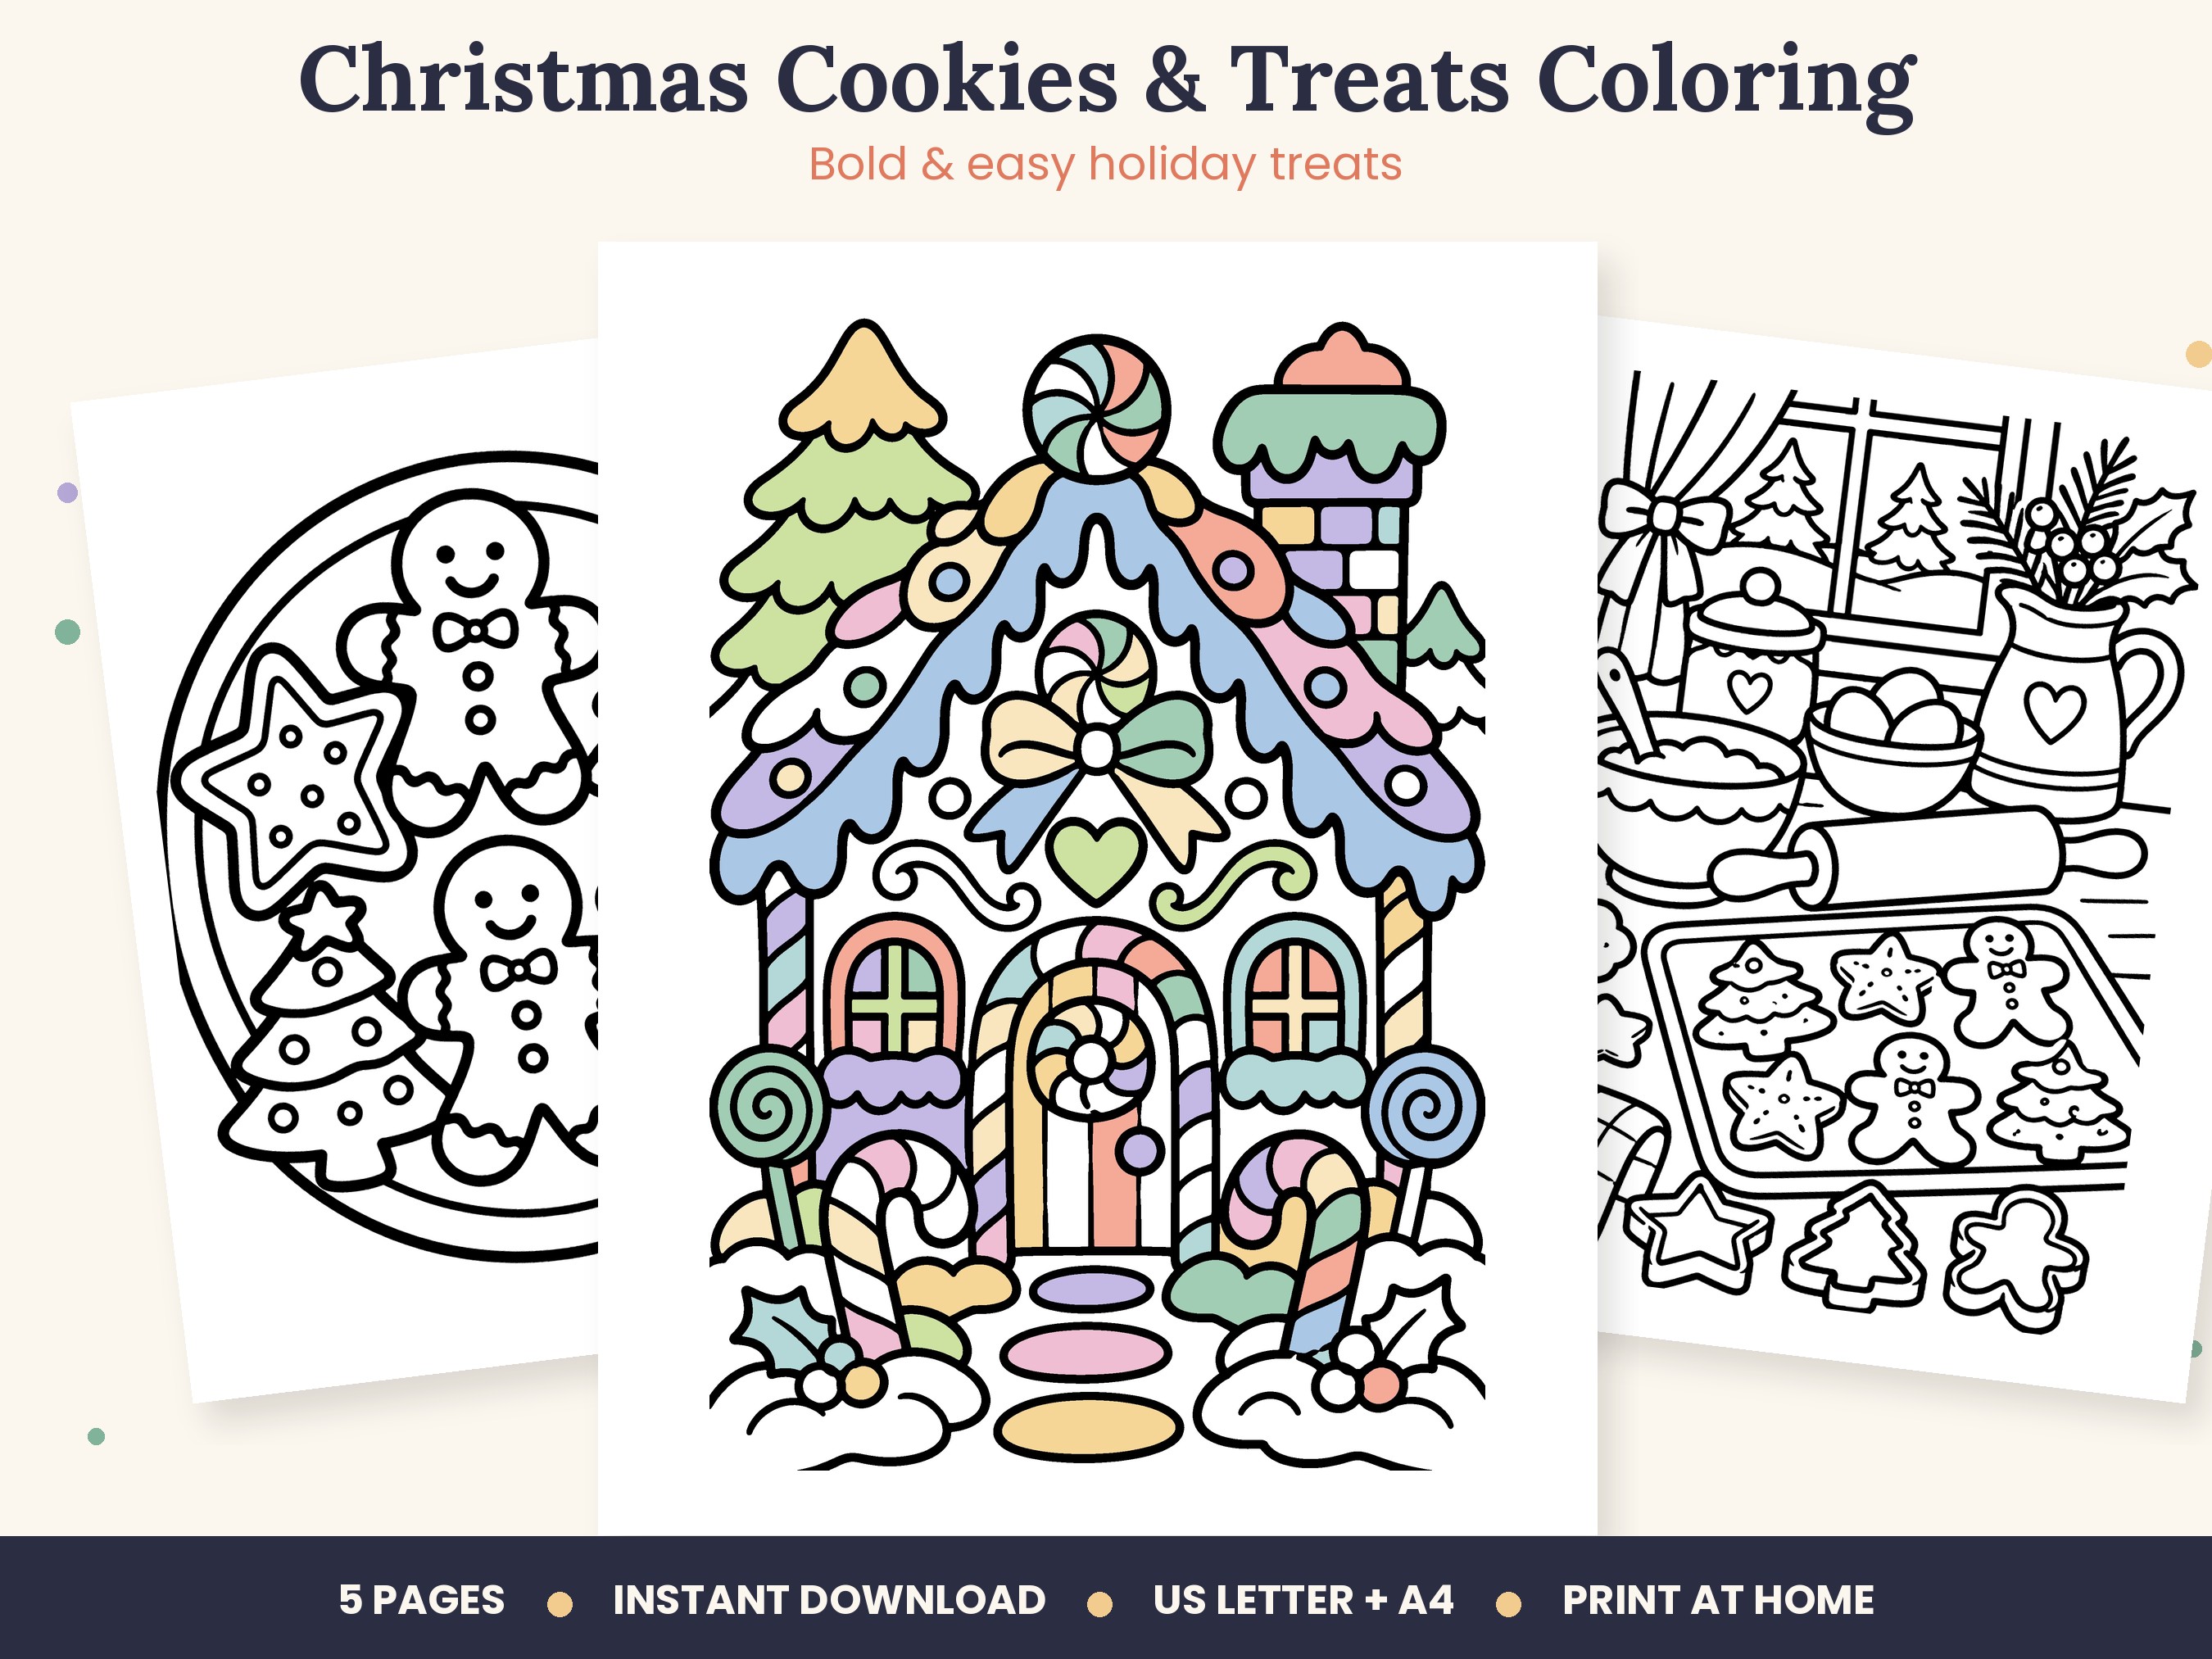 Christmas Cookies & Treats Coloring
Bold & easy holiday treats
5 PAGES ● INSTANT DOWNLOAD ● US LETTER + A4 ● PRINT AT HOME